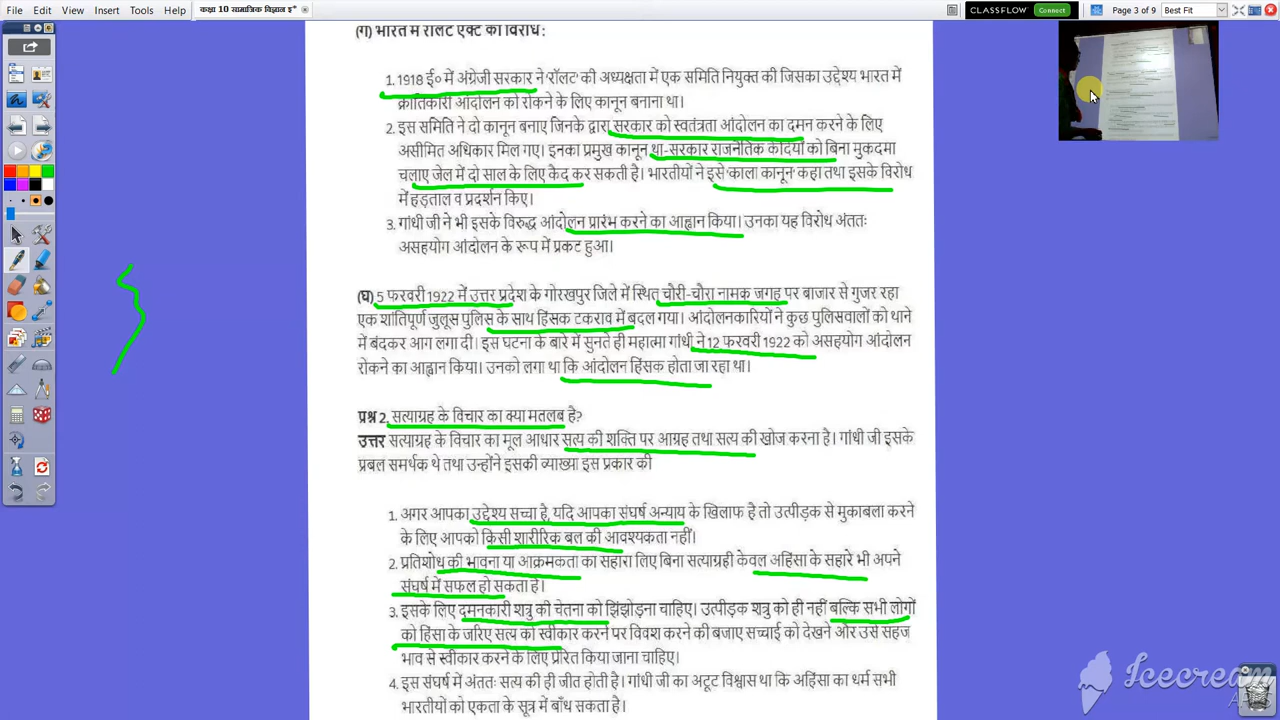 File Edit View Insert Tools Help कक्षा 10 सामाजिक विज्ञान इ* CLASSFLOW Connect Page 3 of 9 Best Fit
(ग) भारत में रॉलट एक्ट का विरोध :
1. 1918 ई० में अंग्रेजी सरकार ने 'रॉलट' की अध्यक्षता में एक समिति नियुक्त की जिसका उद्देश्य भारत में
क्रांतिकारी आंदोलन को रोकने के लिए कानून बनाना था।
2. इस समिति ने दो कानून बनाए जिनके द्वारा सरकार को स्वतंत्रता आंदोलन का दमन करने के लिए
असीमित अधिकार मिल गए। इनका प्रमुख कानून था-सरकार राजनैतिक कैदियों को बिना मुकदमा
चलाए जेल में दो साल के लिए कैद कर सकती है। भारतीयों ने इसे 'काला कानून' कहा तथा इसके विरोध
में हड़ताल व प्रदर्शन किए।
3. गांधी जी ने भी इसके विरुद्ध आंदोलन प्रारंभ करने का आह्वान किया। उनका यह विरोध अंततः
असहयोग आंदोलन के रूप में प्रकट हुआ।
(घ) 5 फरवरी 1922 में उत्तर प्रदेश के गोरखपुर जिले में स्थित् चौरी-चौरा नामक जगह पर बाजार से गुजर रहा
एक शांतिपूर्ण जुलूस पुलिस के साथ हिंसक टकराव में बदल गया। आंदोलनकारियों ने कुछ पुलिसवालों को थाने
में बंदकर आग लगा दी। इस घटना के बारे में सुनते ही महात्मा गांधी ने 12 फरवरी 1922 को असहयोग आंदोलन
रोकने का आह्वान किया। उनको लगा था कि आंदोलन हिंसक होता जा रहा था।
प्रश्न 2. सत्याग्रह के विचार का क्या मतलब है?
उत्तर सत्याग्रह के विचार का मूल आधार सत्य की शक्ति पर आग्रह तथा सत्य की खोज करना है। गांधी जी इसके
प्रबल समर्थक थे तथा उन्होंने इसकी व्याख्या इस प्रकार की
1. अगर आपका उद्देश्य सच्चा है, यदि आपका संघर्ष अन्याय के खिलाफ है तो उत्पीड़क से मुकाबला करने
के लिए आपको किसी शारीरिक बल की आवश्यकता नहीं।
2. प्रतिशोध की भावना या आक्रमकता का सहारा लिए बिना सत्याग्रही केवल अहिंसा के सहारे भी अपने
संघर्ष में सफल हो सकता है।
3. इसके लिए दमनकारी शत्रु की चेतना को झिंझोड़ना चाहिए। उत्पीड़क शत्रु को ही नहीं बल्कि सभी लोगों
को हिंसा के जरिए सत्य को स्वीकार करने पर विवश करने की बजाए सच्चाई को देखने और उसे सहज
भाव से स्वीकार करने के लिए प्रेरित किया जाना चाहिए।
4. इस संघर्ष में अंततः सत्य की ही जीत होती है। गांधी जी का अटूट विश्वास था कि अहिंसा का धर्म सभी
भारतीयों को एकता के सूत्र में बाँध सकता है।
Icecream